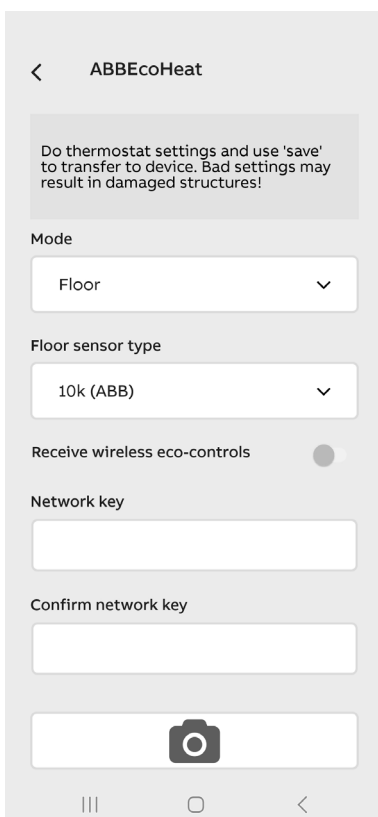 ABBEcoHeat
Do thermostat settings and use 'save'
to transfer to device. Bad settings may
result in damaged structures!
Mode
Floor
Floor sensor type
10k (ABB)
Receive wireless eco-controls
Network key
Confirm network key